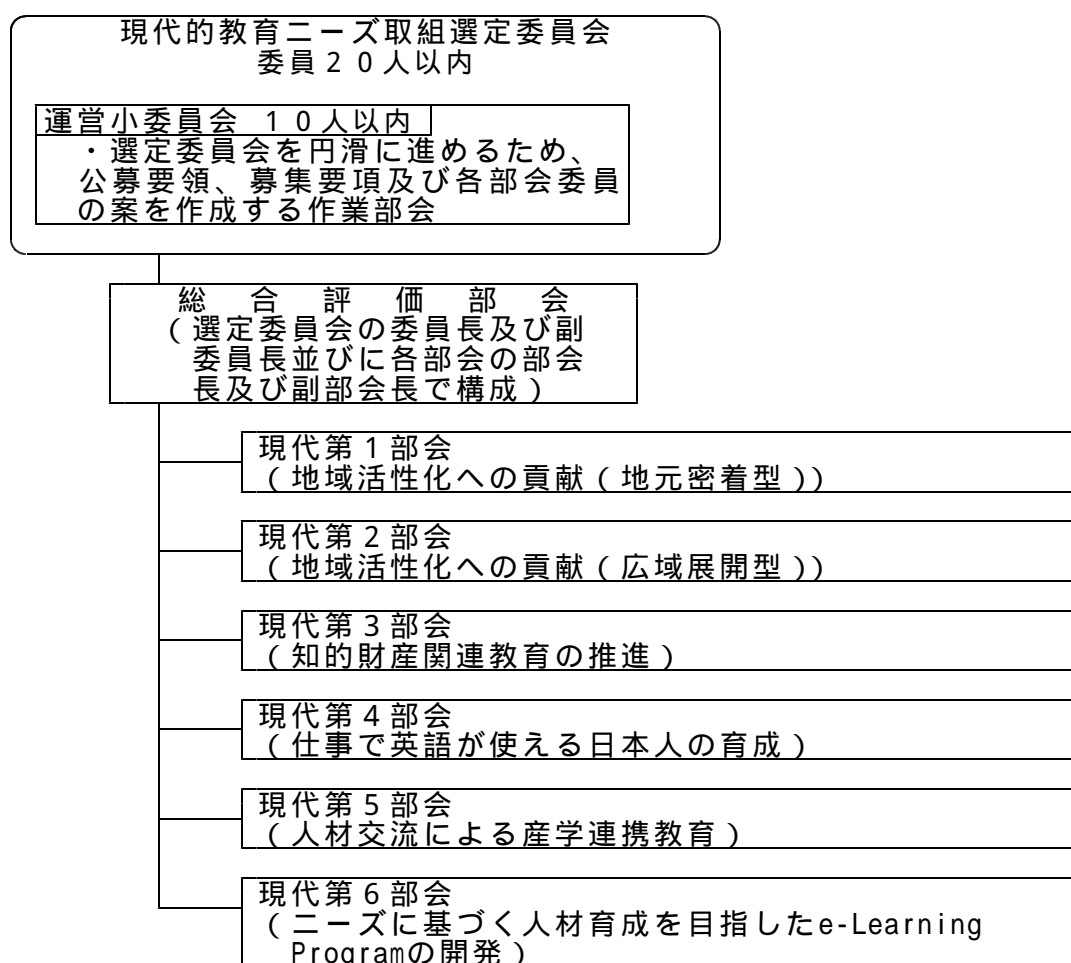 現代的教育ニーズ取組選定委員会
委員20人以内
運営小委員会 10人以内
・選定委員会を円滑に進めるため、
公募要領、募集要項及び各部会委員
の案を作成する作業部会
総合評価部会
(選定委員会の委員長及び副
委員長並びに各部会の部会
長及び副部会長で構成)
現代第1部会
(地域活性化への貢献(地元密着型))
現代第2部会
(地域活性化への貢献(広域展開型))
現代第3部会
(知的財産関連教育の推進)
現代第4部会
(仕事で英語が使える日本人の育成)
現代第5部会
(人材交流による産学連携教育)
現代第6部会
(ニーズに基づく人材育成を目指したe-Learning
Programの開発)